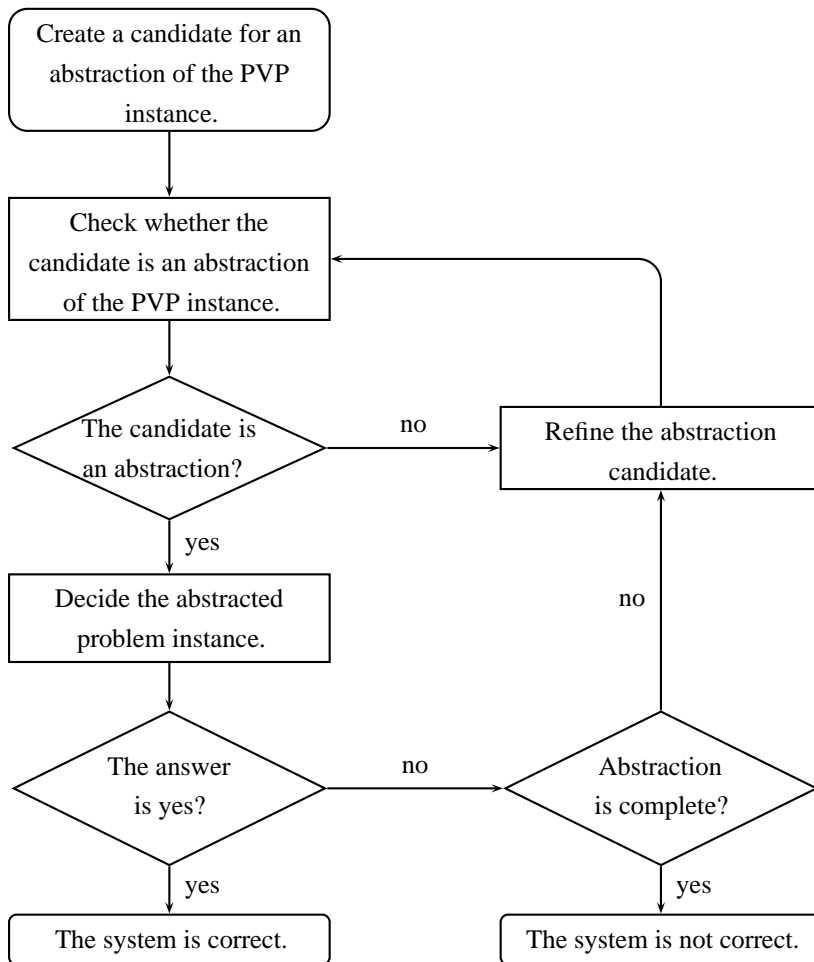 Create a candidate for an
abstraction of the PVP
instance.
Check whether the
candidate is an abstraction
of the PVP instance.
The candidate is
an abstraction?
no
Refine the abstraction
candidate.
yes
Decide the abstracted
problem instance.
no
The answer
is yes?
no
Abstraction
is complete?
yes
yes
The system is correct.
The system is not correct.